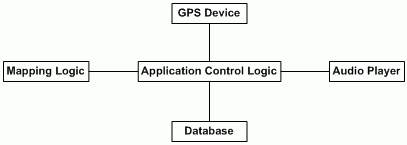 GPS Device
Mapping Logic
Application Control Logic
Audio Player
Database